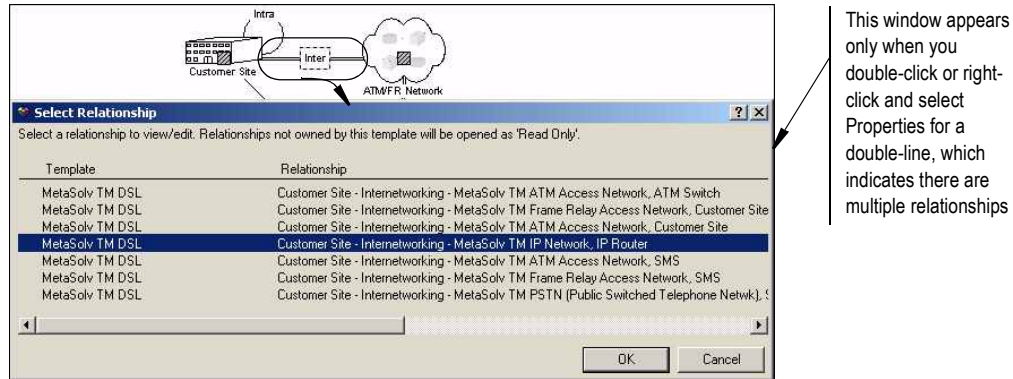 Intra
Inter
Customer Site
ATM/FR Network
Select Relationship
Select a relationship to view/edit. Relationships not owned by this template will be opened as 'Read Only'.
Template Relationship
MetaSolv TM DSL Customer Site - Internetworking - MetaSolv TM ATM Access Network, ATM Switch
MetaSolv TM DSL Customer Site - Internetworking - MetaSolv TM Frame Relay Access Network, Customer Site
MetaSolv TM DSL Customer Site - Internetworking - MetaSolv TM ATM Access Network, Customer Site
MetaSolv TM DSL Customer Site - Internetworking - MetaSolv TM IP Network, IP Router
MetaSolv TM DSL Customer Site - Internetworking - MetaSolv TM ATM Access Network, SMS
MetaSolv TM DSL Customer Site - Internetworking - MetaSolv TM Frame Relay Access Network, SMS
MetaSolv TM DSL Customer Site - Internetworking - MetaSolv TM PSTN (Public Switched Telephone Netwk),
OK Cancel
This window appears
only when you
double-click or right-
click and select
Properties for a
double-line, which
indicates there are
multiple relationships